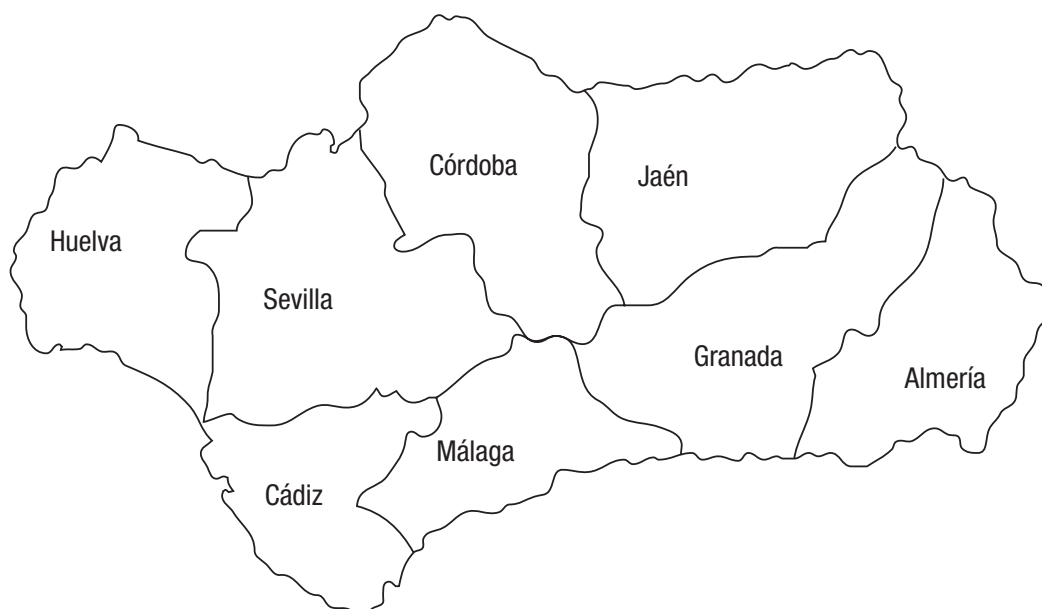 Córdoba
Jaén
Huelva
Sevilla
Granada
Almería
Málaga
Cádiz